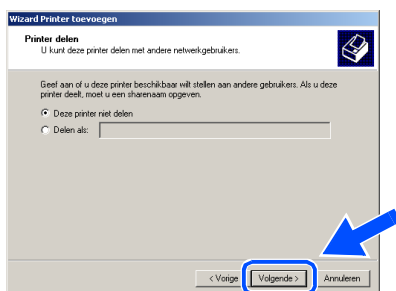 Wizard Printer toevoegen
Printer delen
U kunt deze printer delen met andere netwerkgebruikers.
Geef aan of u deze printer beschikbaar wilt stellen aan andere gebruikers. Als u deze
printer deelt, moet u een sharenaam opgeven.
Deze printer niet delen
Delen als:
< Vorige Volgende > Annuleren